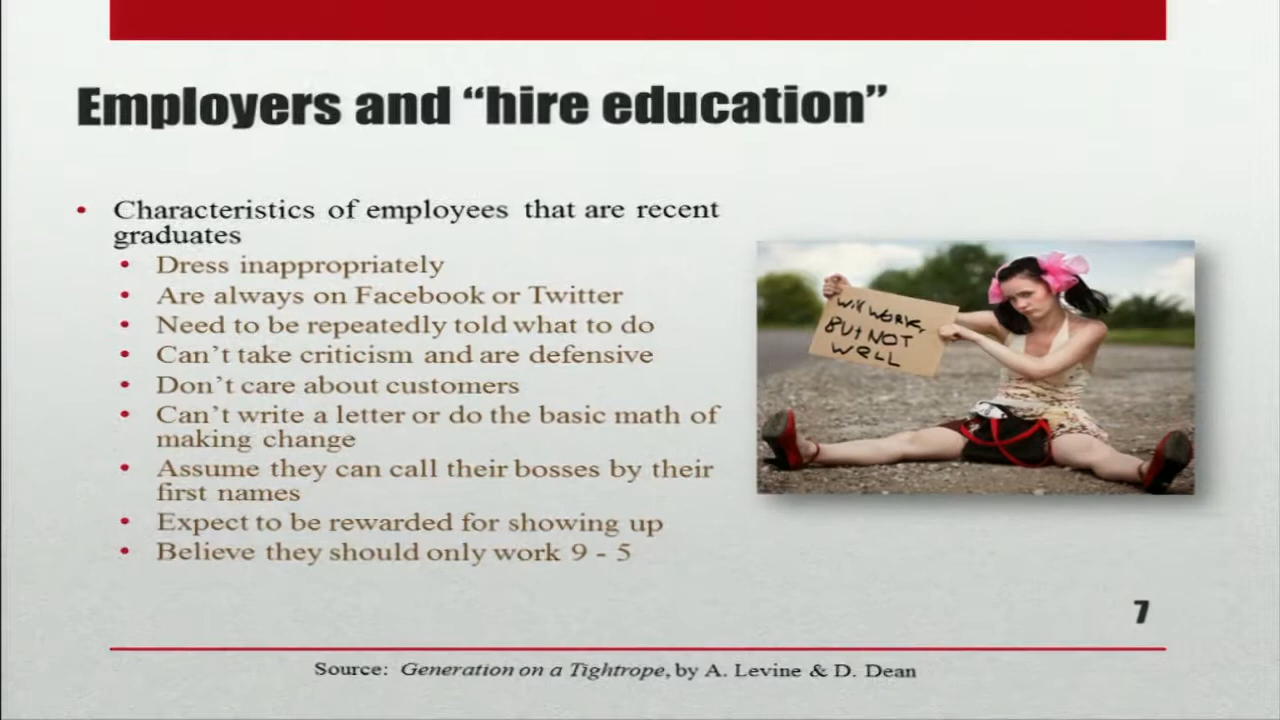 Employers and “hire education”
• Characteristics of employees that are recent
graduates
• Dress inappropriately
• Are always on Facebook or Twitter
• Need to be repeatedly told what to do
• Can’t take criticism and are defensive
• Don’t care about customers
• Can’t write a letter or do the basic math of
making change
• Assume they can call their bosses by their
first names
• Expect to be rewarded for showing up
• Believe they should only work 9 - 5
Will work,
But not
well
7
Source: Generation on a Tightrope, by A. Levine & D. Dean